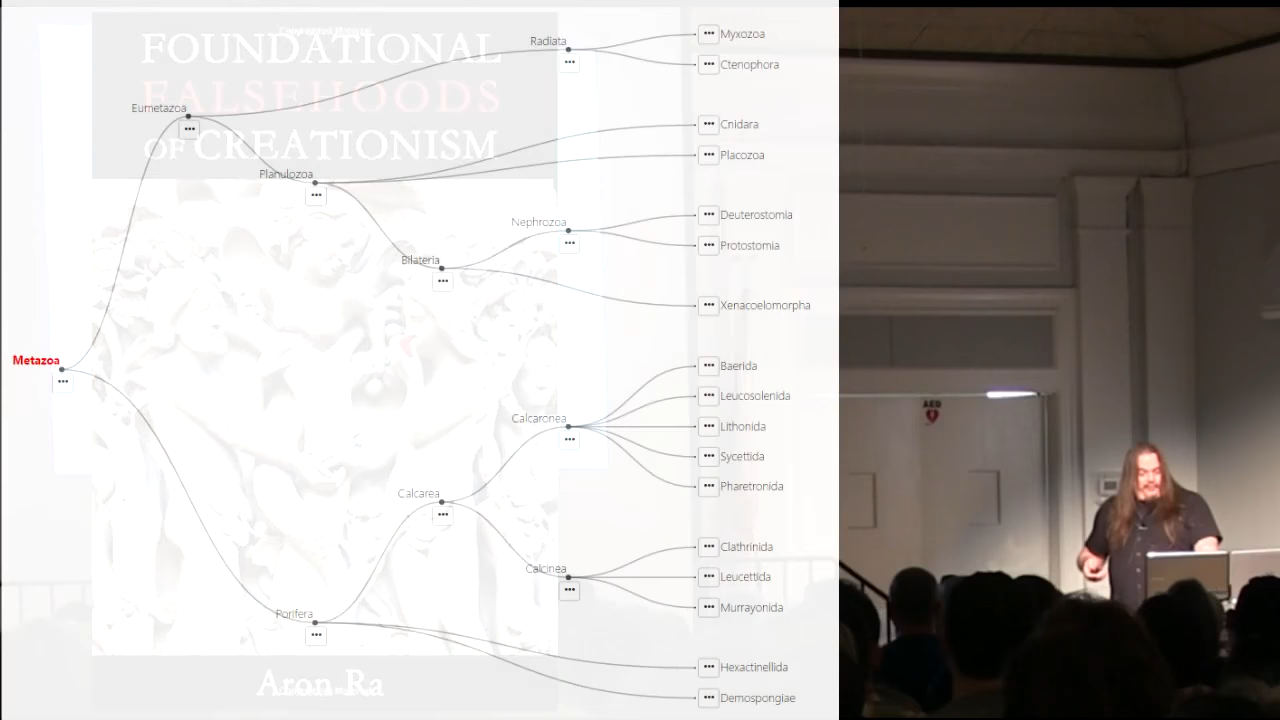 FOUNDATIONAL
FALSEHOODS
OF CREATIONISM
Aron Ra
Metazoa
Eumetazoa
Radiata
Myxozoa
Ctenophora
Planulozoa
Cnidara
Placozoa
Bilateria
Nephrozoa
Deuterostomia
Protostomia
Xenacoelomorpha
Porifera
Calcarea
Calcaronea
Baerida
Leucosolenida
Lithonida
Sycettida
Pharetronida
Calcinea
Clathrinida
Leucettida
Murrayonida
Hexactinellida
Demospongiae
AED